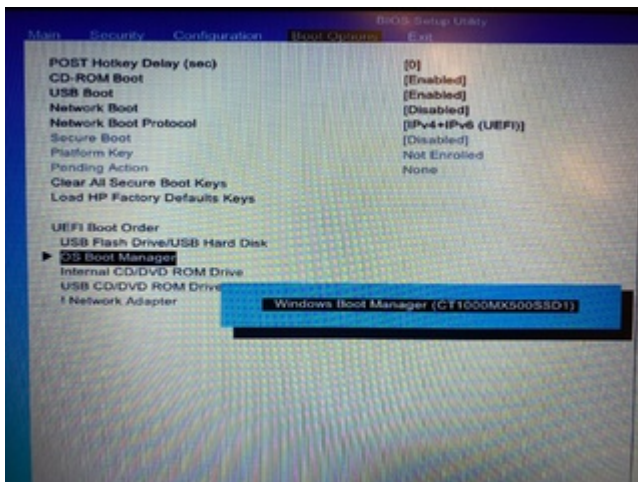 BIOS Setup Utility
Main Security Configuration Boot Options Exit
POST Hotkey Delay (sec) [0]
CD-ROM Boot [Enabled]
USB Boot [Enabled]
Network Boot [Disabled]
Network Boot Protocol [IPv4+IPv6 (UEFI)]
Secure Boot [Disabled]
Platform Key Not Enrolled
Pending Action None
Clear All Secure Boot Keys
Load HP Factory Defaults Keys
UEFI Boot Order
USB Flash Drive/USB Hard Disk
OS Boot Manager
Internal CD/DVD ROM Drive
USB CD/DVD ROM Drive
! Network Adapter
Windows Boot Manager (CT1000MX500SSD1)